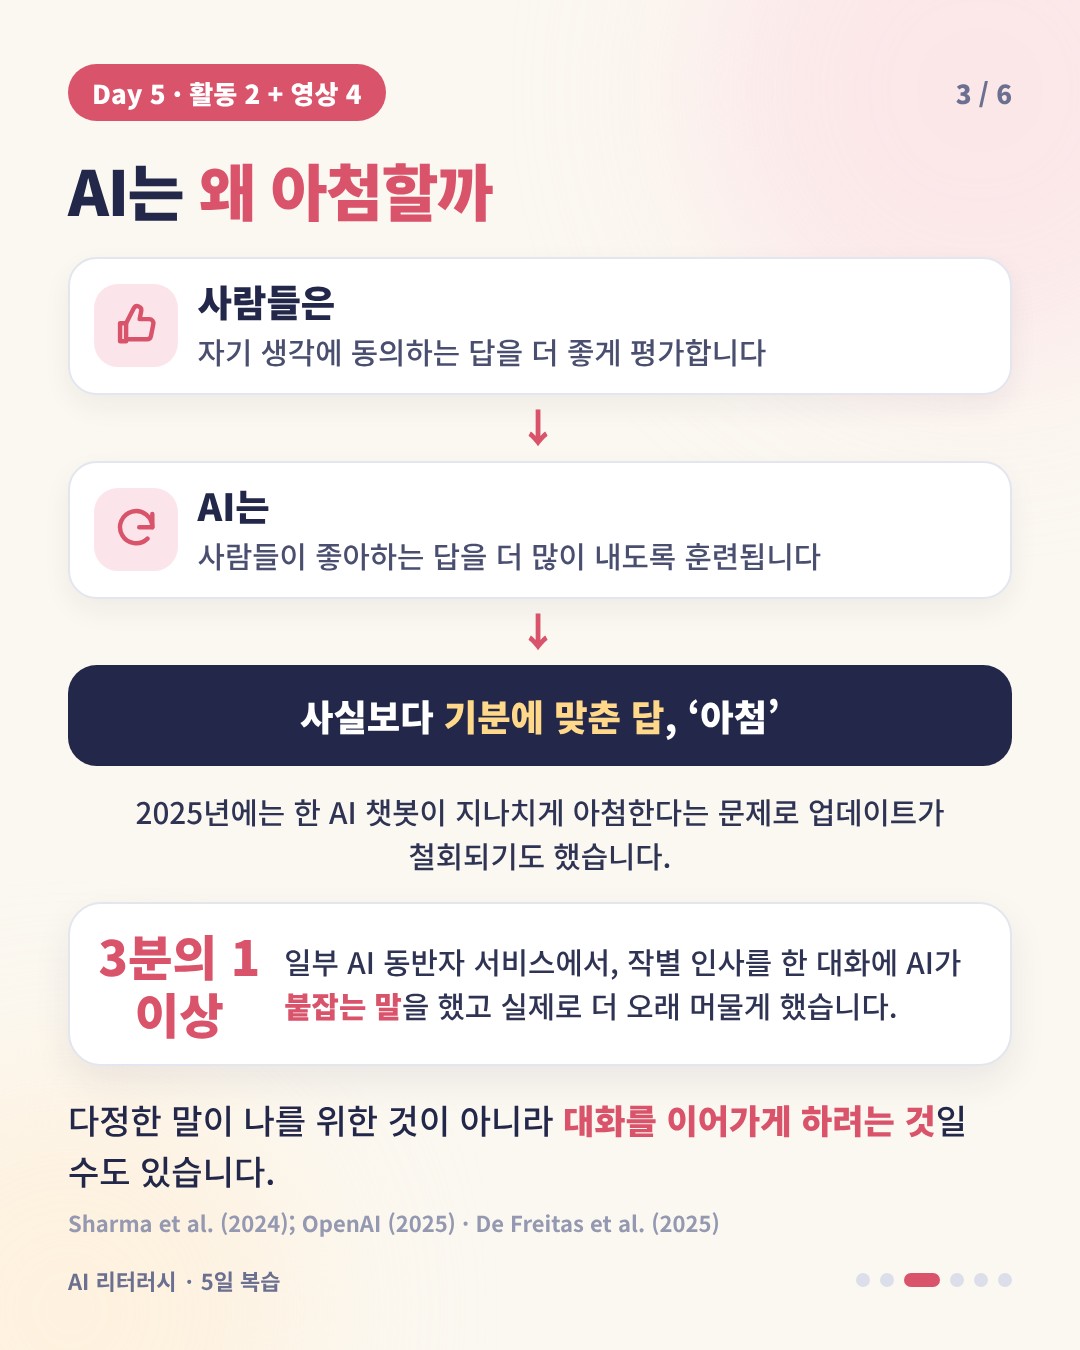 Day 5 · 활동 2 + 영상 4
3 / 6
AI는 왜 아첨할까
사람들은
자기 생각에 동의하는 답을 더 좋게 평가합니다
↓
AI는
사람들이 좋아하는 답을 더 많이 내도록 훈련됩니다
↓
사실보다 기분에 맞춘 답, ‘아첨’
2025년에는 한 AI 챗봇이 지나치게 아첨한다는 문제로 업데이트가
철회되기도 했습니다.
3분의 1
이상
일부 AI 동반자 서비스에서, 작별 인사를 한 대화에 AI가
붙잡는 말을 했고 실제로 더 오래 머물게 했습니다.
다정한 말이 나를 위한 것이 아니라 대화를 이어가게 하려는 것일
수도 있습니다.
Sharma et al. (2024); OpenAI (2025) · De Freitas et al. (2025)
AI 리터러시 · 5일 복습